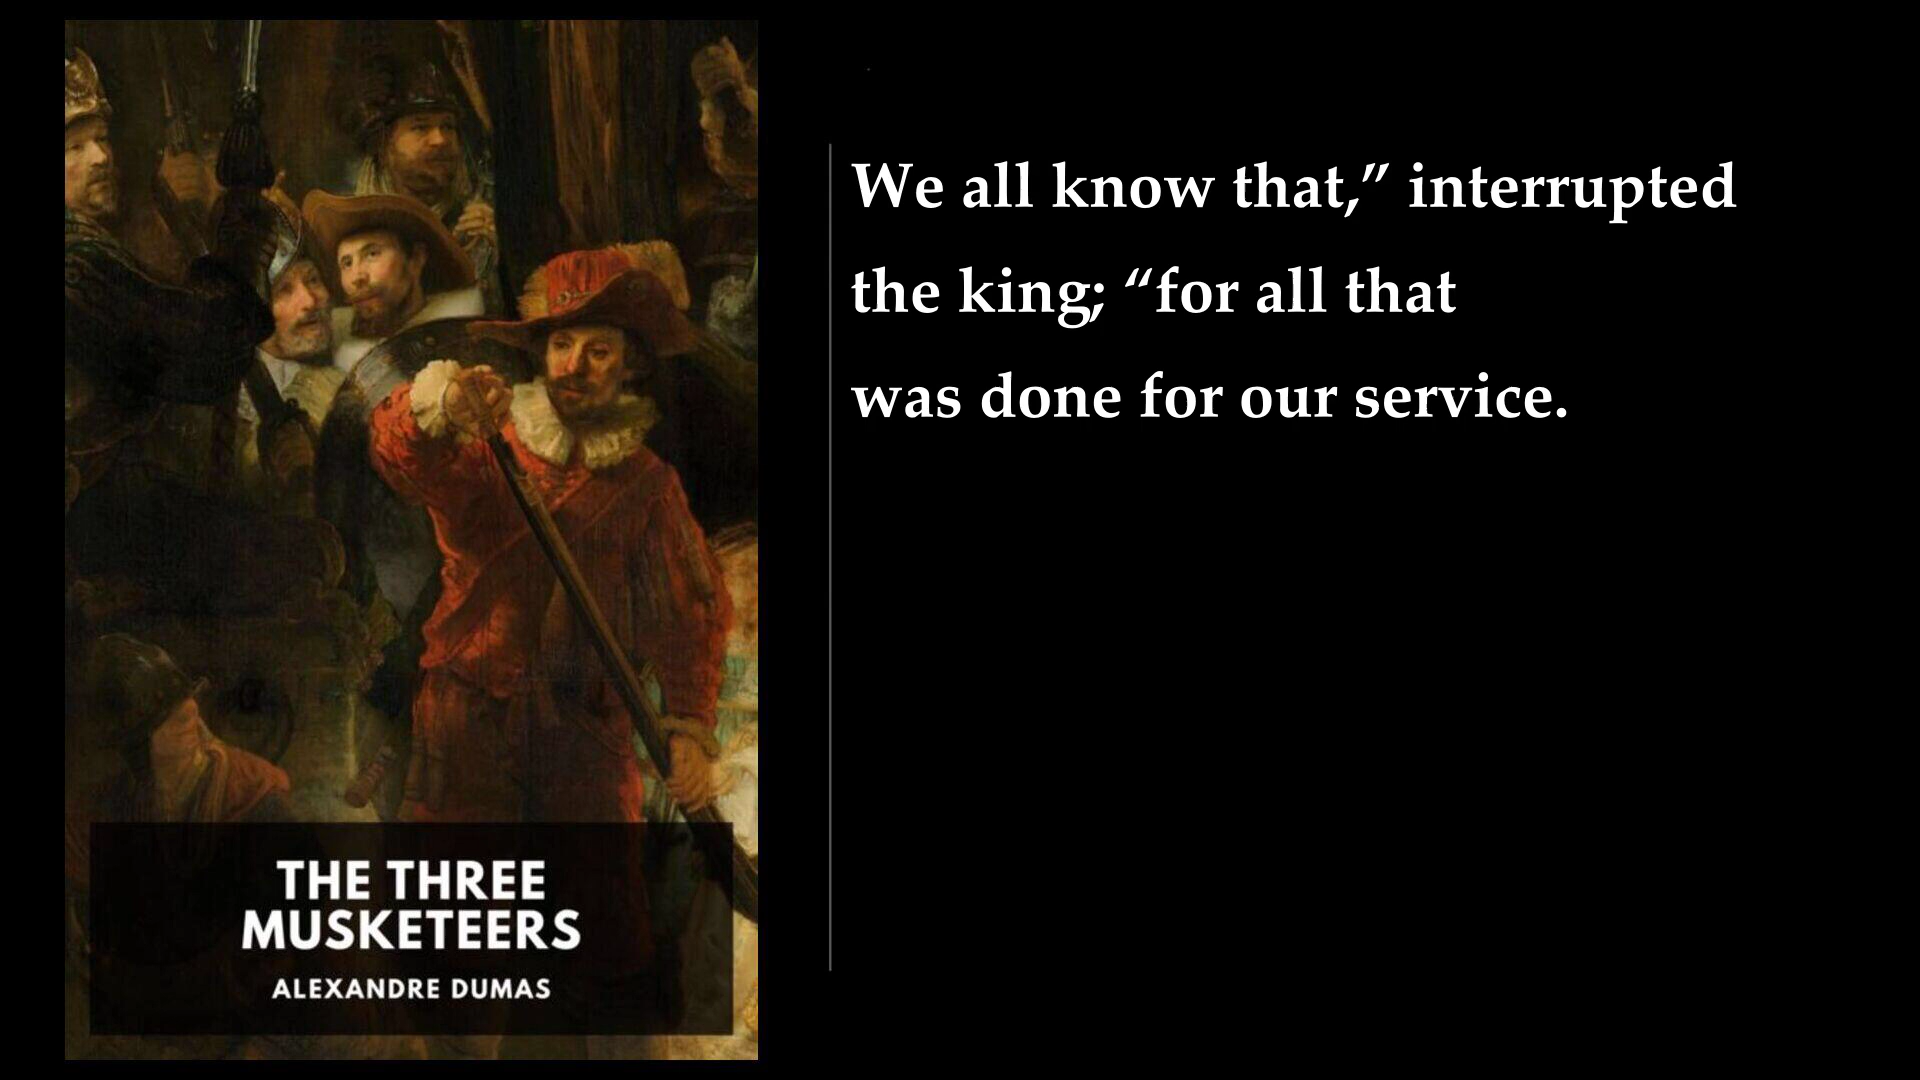 We all know that,” interrupted
the king; “for all that
was done for our service.
THE THREE
MUSKETEERS
ALEXANDRE DUMAS